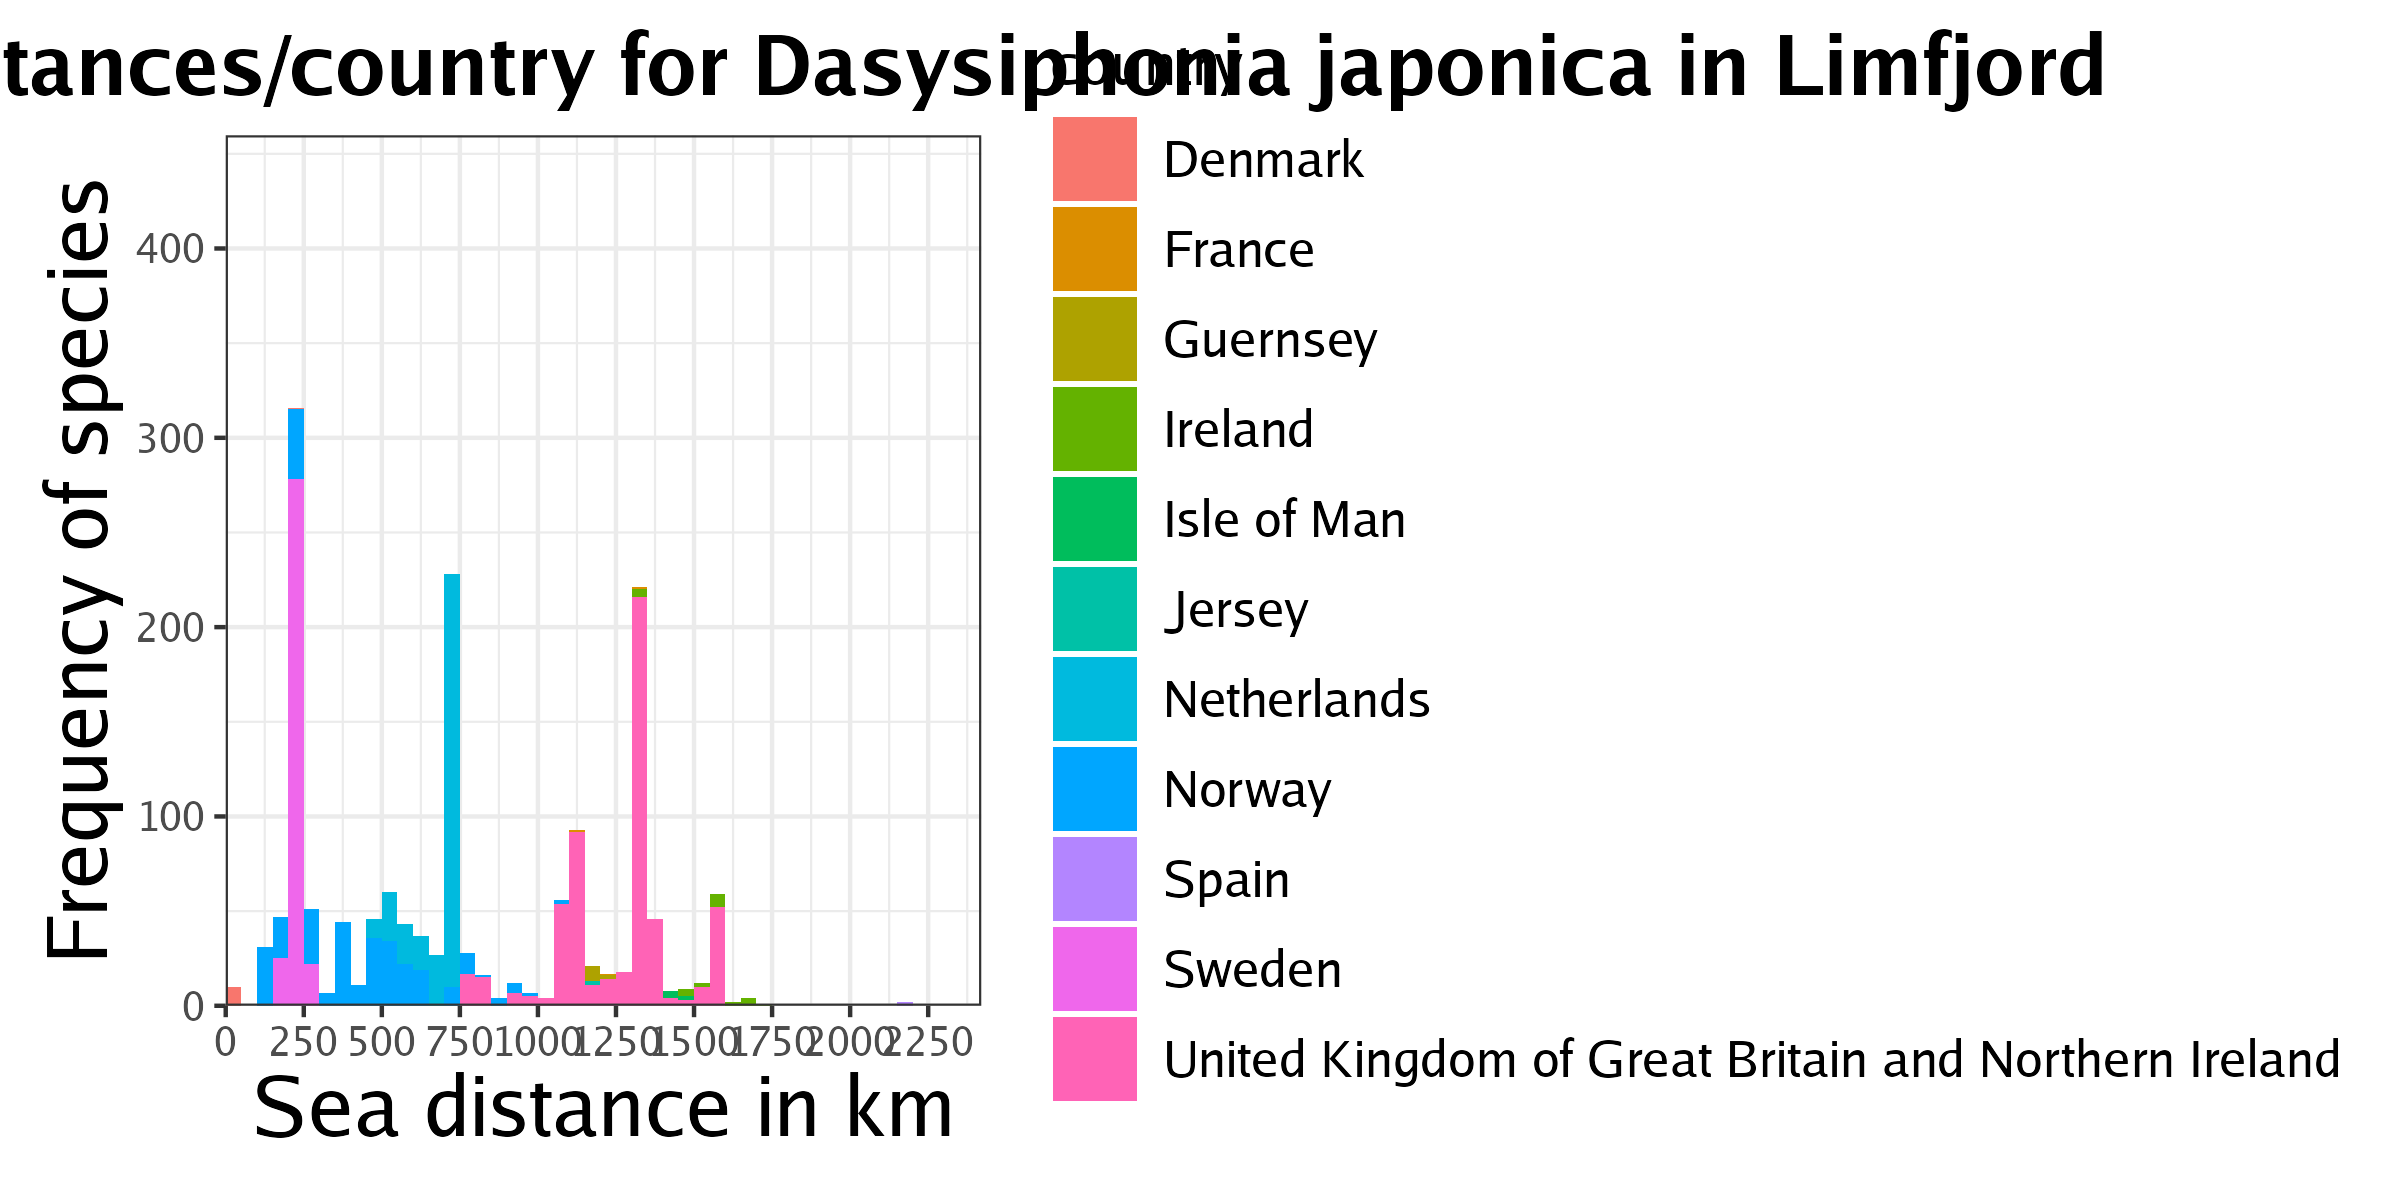 tances/country for Dasysiphonia japonica in Limfjord
Country
Denmark
France
Guernsey
Ireland
Isle of Man
Jersey
Netherlands
Norway
Spain
Sweden
United Kingdom of Great Britain and Northern Ireland
Frequency of species
400
300
200
100
0
0 250 500 750 1000 1250 1500 1750 2000 2250
Sea distance in km